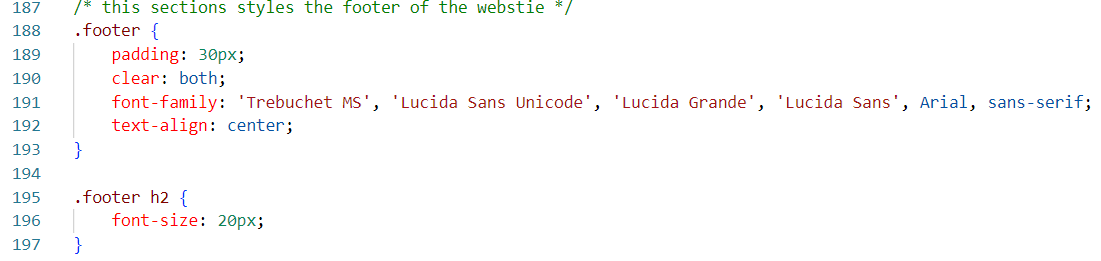 187 /* this sections styles the footer of the webstie */
188 .footer {
189 padding: 30px;
190 clear: both;
191 font-family: 'Trebuchet MS', 'Lucida Sans Unicode', 'Lucida Grande', 'Lucida Sans', Arial, sans-serif;
192 text-align: center;
193 }
194
195 .footer h2 {
196 font-size: 20px;
197 }